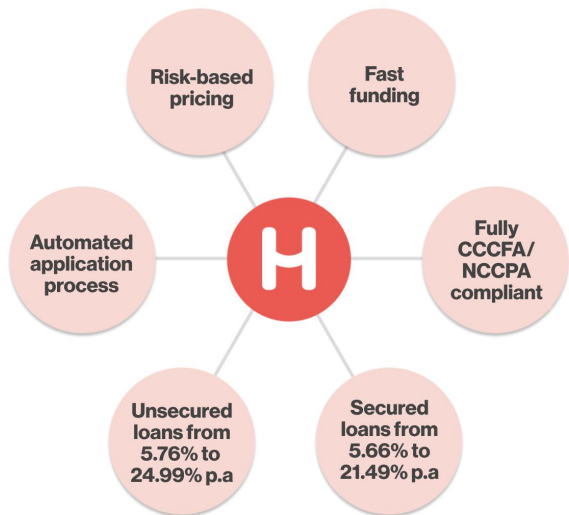 Risk-based
pricing
Fast
funding
Automated
application
process
H
Fully
CCCFA/
NCCPA
compliant
Unsecured
loans from
5.76% to
24.99% p.a
Secured
loans from
5.66% to
21.49% p.a